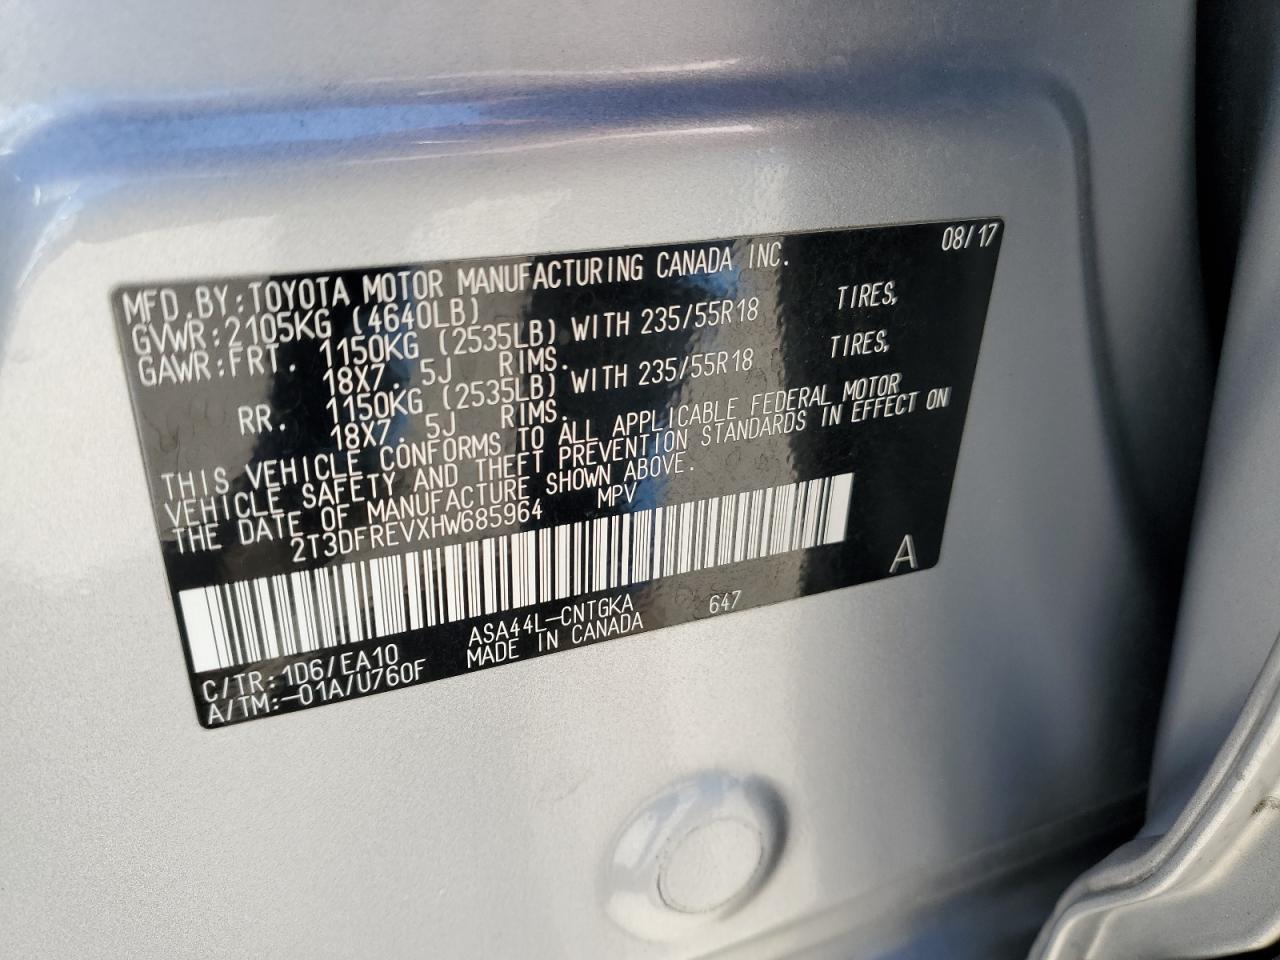 08/17
MFD.BY:TOYOTA MOTOR MANUFACTURING CANADA INC.
GVWR:2105KG (4640LB)
GAWR:FRT. 1150KG (2535LB) WITH 235/55R18 TIRES,
18X7.5J RIMS.
RR. 1150KG (2535LB) WITH 235/55R18 TIRES,
18X7.5J RIMS.
THIS VEHICLE CONFORMS TO ALL APPLICABLE FEDERAL MOTOR
VEHICLE SAFETY AND THEFT PREVENTION STANDARDS IN EFFECT ON
THE DATE OF MANUFACTURE SHOWN ABOVE.
2T3DFREVXHW685964 MPV
A
C/TR:1D6/EA10 ASA44L-CNTGKA 647
A/TM:-01A/U760F MADE IN CANADA